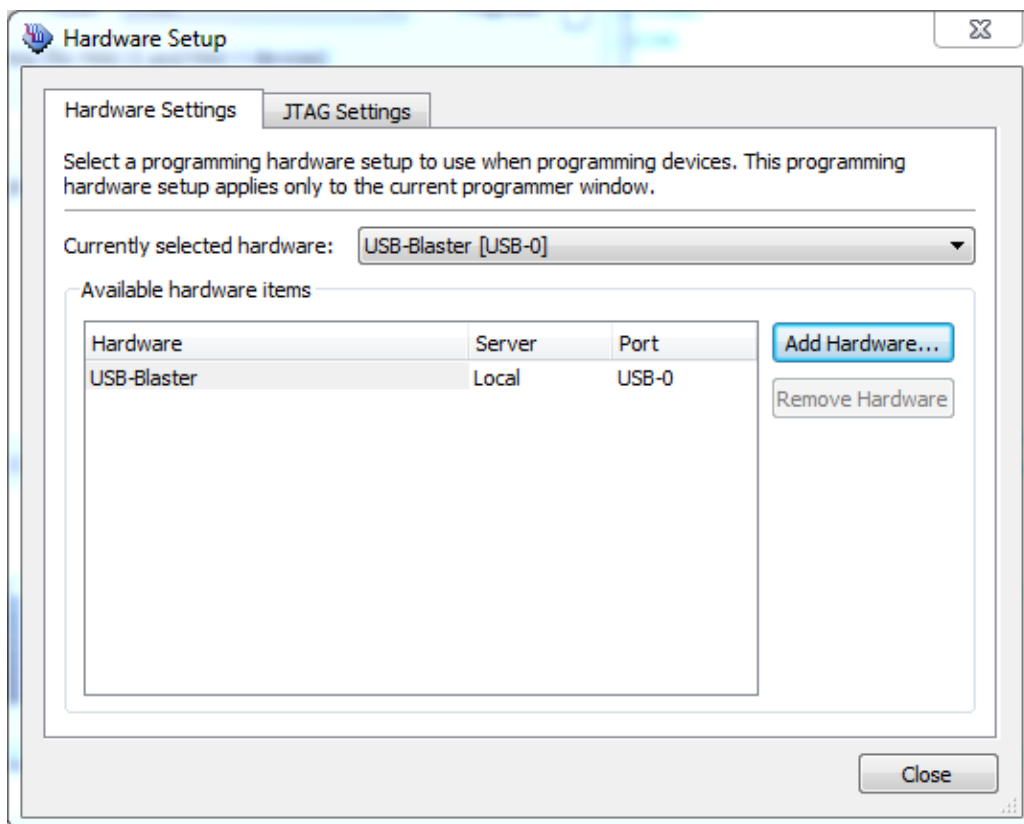 Hardware Setup
Hardware Settings
JTAG Settings
Select a programming hardware setup to use when programming devices. This programming
hardware setup applies only to the current programmer window.
Currently selected hardware:
USB-Blaster [USB-0]
Available hardware items
Hardware Server Port
USB-Blaster Local USB-0
Add Hardware...
Remove Hardware
Close